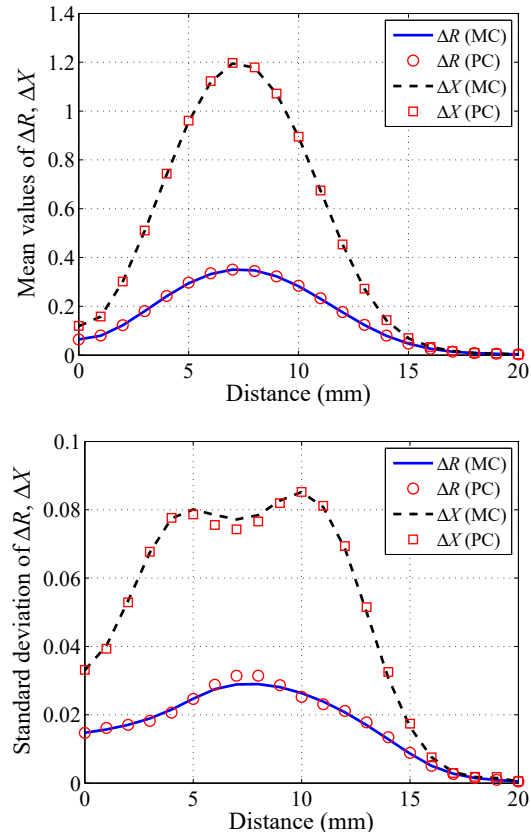 Mean values of ΔR, ΔX
1.4
1.2
1
0.8
0.6
0.4
0.2
0
ΔR (MC)
ΔR (PC)
ΔX (MC)
ΔX (PC)
0 5 10 15 20
Distance (mm)
Standard deviation of ΔR, ΔX
0.1
0.08
0.06
0.04
0.02
0
ΔR (MC)
ΔR (PC)
ΔX (MC)
ΔX (PC)
0 5 10 15 20
Distance (mm)